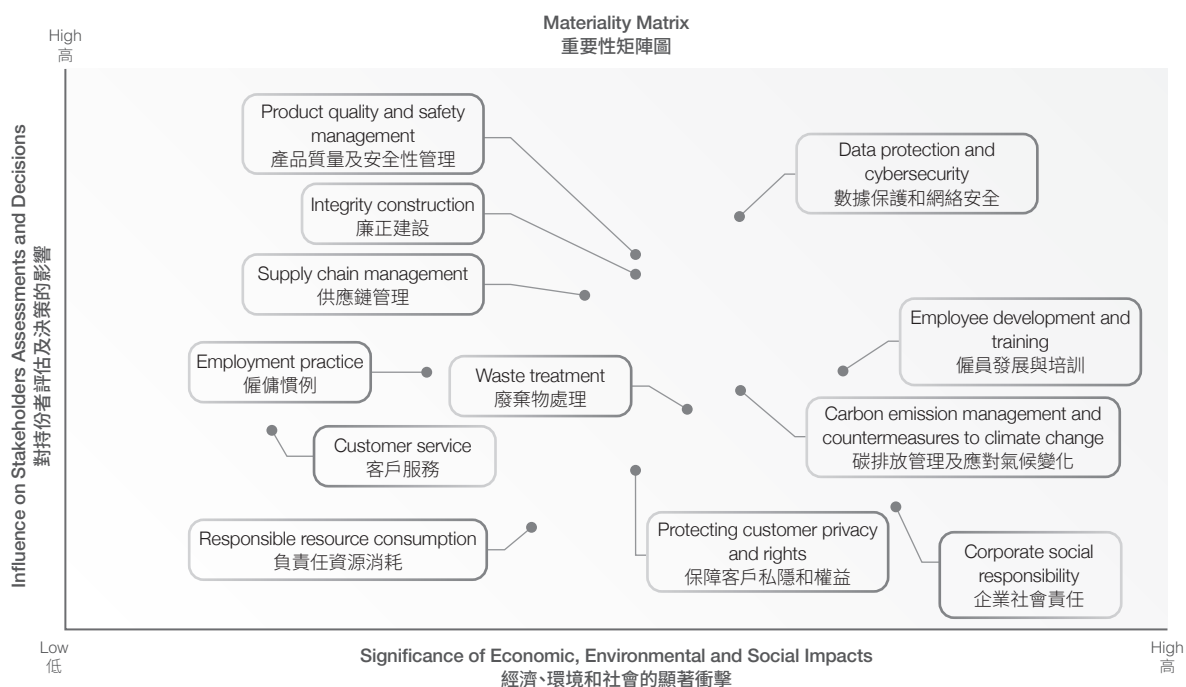 Materiality Matrix
重要性矩陣圖
High
高
Influence on Stakeholders Assessments and Decisions
對持份者評估及決策的影響
Product quality and safety
management
產品質量及安全性管理
Data protection and
cybersecurity
數據保護和網絡安全
Integrity construction
廉正建設
Supply chain management
供應鏈管理
Employee development and
training
僱員發展與培訓
Employment practice
僱傭慣例
Waste treatment
廢棄物處理
Carbon emission management and
countermeasures to climate change
碳排放管理及應對氣候變化
Customer service
客戶服務
Responsible resource consumption
負責任資源消耗
Protecting customer privacy
and rights
保障客戶私隱和權益
Corporate social
responsibility
企業社會責任
Low
低
Significance of Economic, Environmental and Social Impacts
經濟、環境和社會的顯著衝擊
High
高